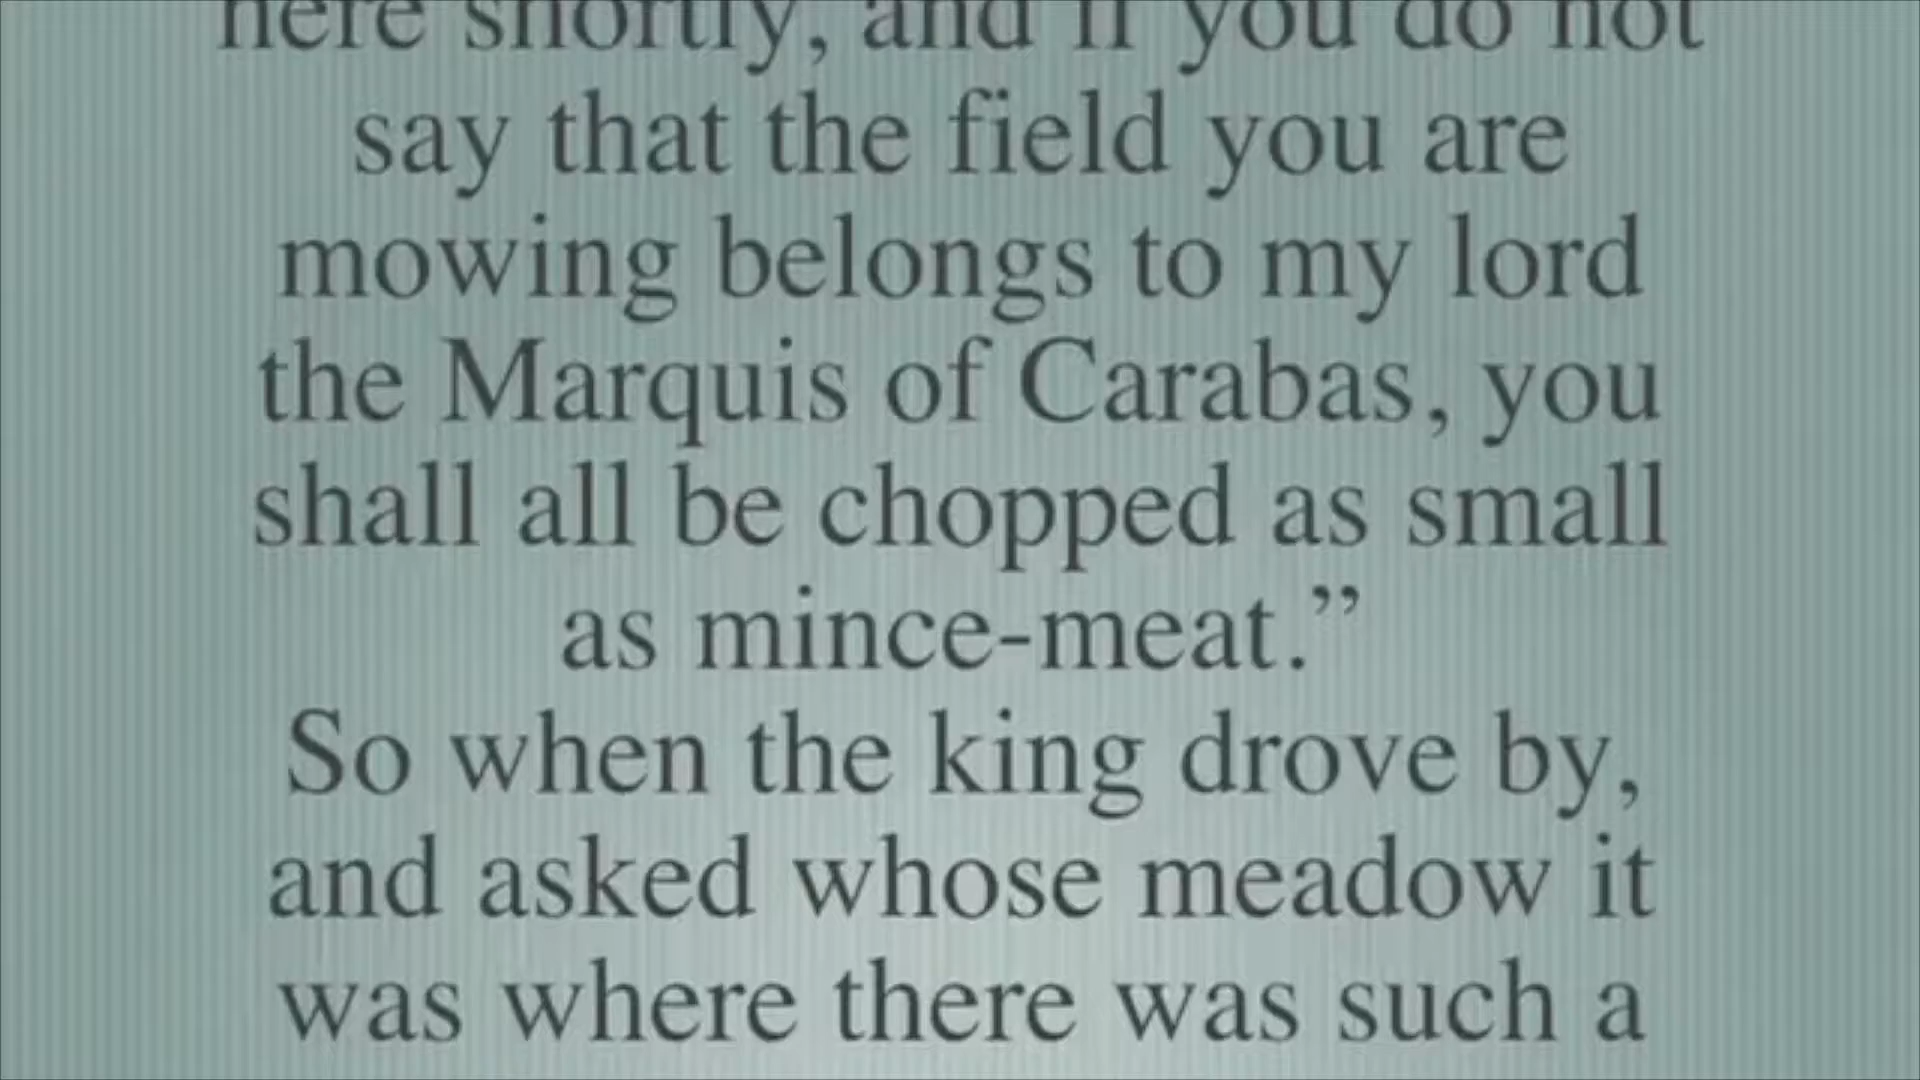 here shortly, and if you do not
say that the field you are
mowing belongs to my lord
the Marquis of Carabas, you
shall all be chopped as small
as mince-meat.”
So when the king drove by,
and asked whose meadow it
was where there was such a